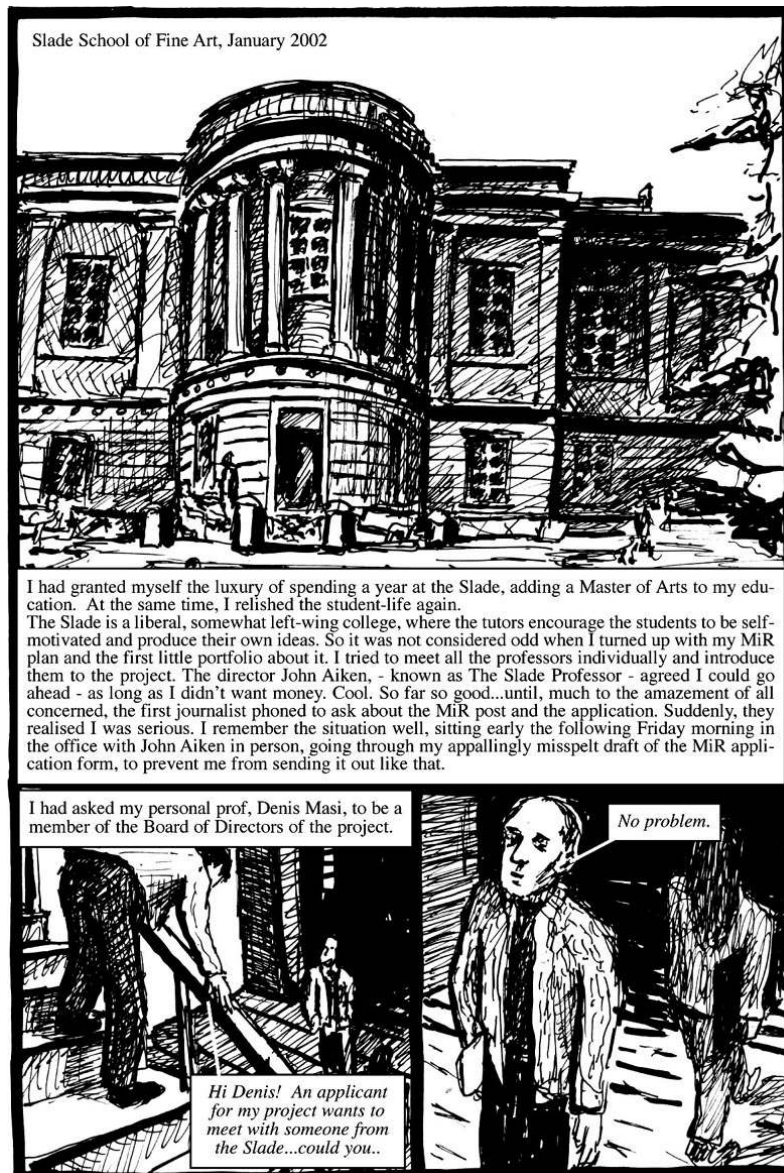 Slade School of Fine Art, January 2002
I had granted myself the luxury of spending a year at the Slade, adding a Master of Arts to my edu-
cation. At the same time, I relished the student-life again.
The Slade is a liberal, somewhat left-wing college, where the tutors encourage the students to be self-
motivated and produce their own ideas. So it was not considered odd when I turned up with my MiR
plan and the first little portfolio about it. I tried to meet all the professors individually and introduce
them to the project. The director John Aiken, - known as The Slade Professor - agreed I could go
ahead - as long as I didn't want money. Cool. So far so good...until, much to the amazement of all
concerned, the first journalist phoned to ask about the MiR post and the application. Suddenly, they
realised I was serious. I remember the situation well, sitting early the following Friday morning in
the office with John Aiken in person, going through my appallingly misspelt draft of the MiR appli-
cation form, to prevent me from sending it out like that.
I had asked my personal prof, Denis Masi, to be a
member of the Board of Directors of the project.
Hi Denis! An applicant
for my project wants to
meet with someone from
the Slade...could you..
No problem.